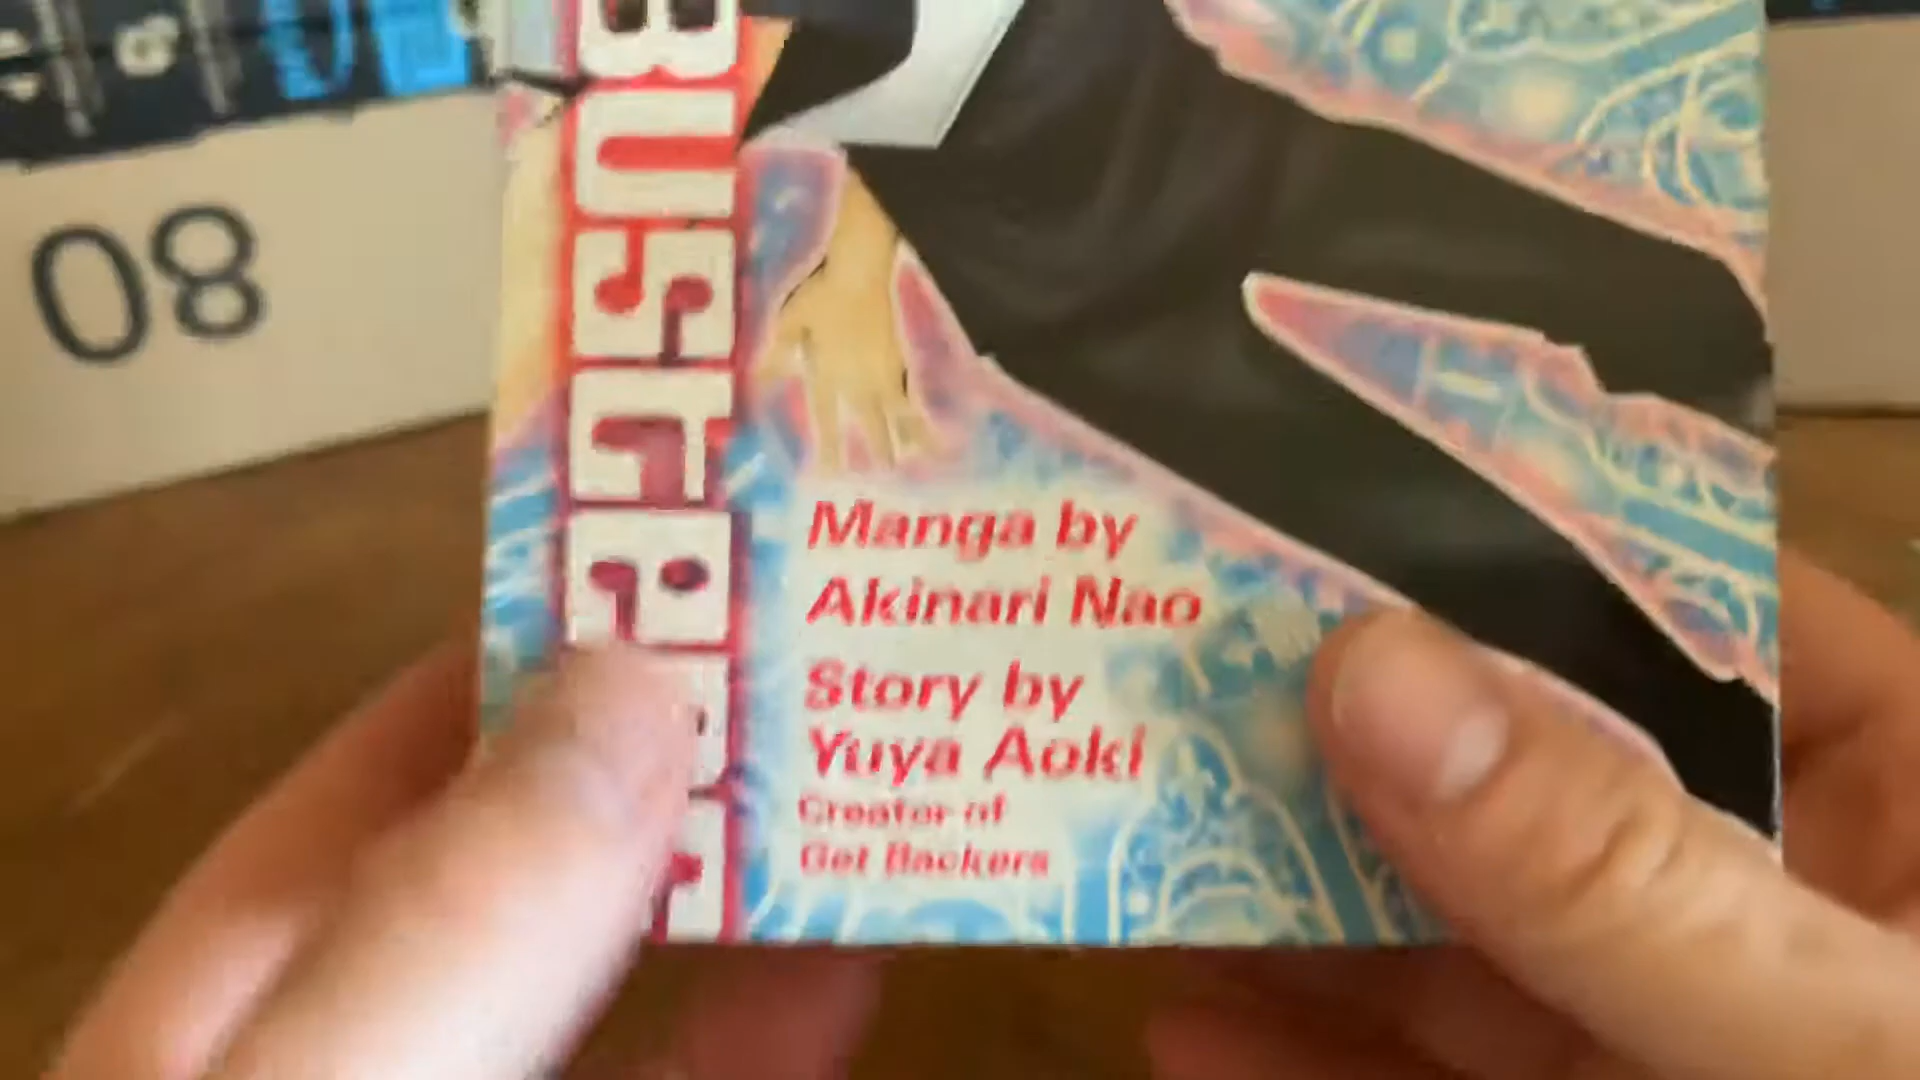 08
BUSTER
Manga by
Akinari Nao
Story by
Yuya Aoki
Creator of
Get Backers